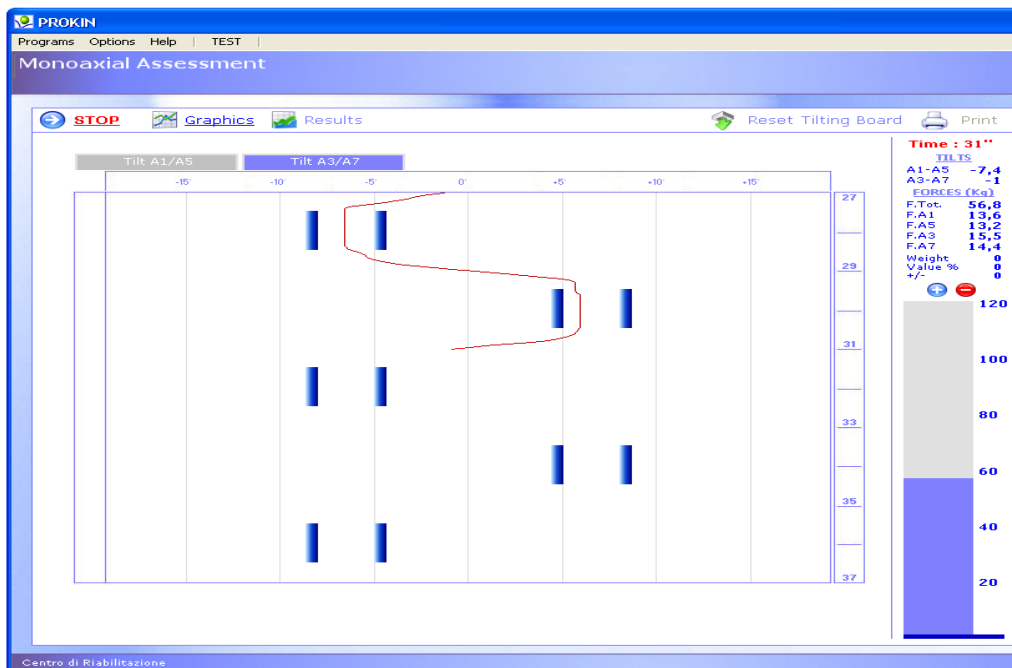 PROKIN
Programs Options Help TEST
Monoaxial Assessment
STOP Graphics Results Reset Tilting Board Print
Tilt A1/A5 Tilt A3/A7
-15' -10' -5' 0' +5' +10' +15'
27
29
31
33
35
37
Time : 31"
TILTS
A1-A5 -7,4
A3-A7 -1
FORCES (Kg)
F.Tot. 56,8
F.A1 13,6
F.A5 13,2
F.A3 15,5
F.A7 14,4
Weight 0
Value % 0
+/- 0
120
100
80
60
40
20
Centro di Riabilitazione